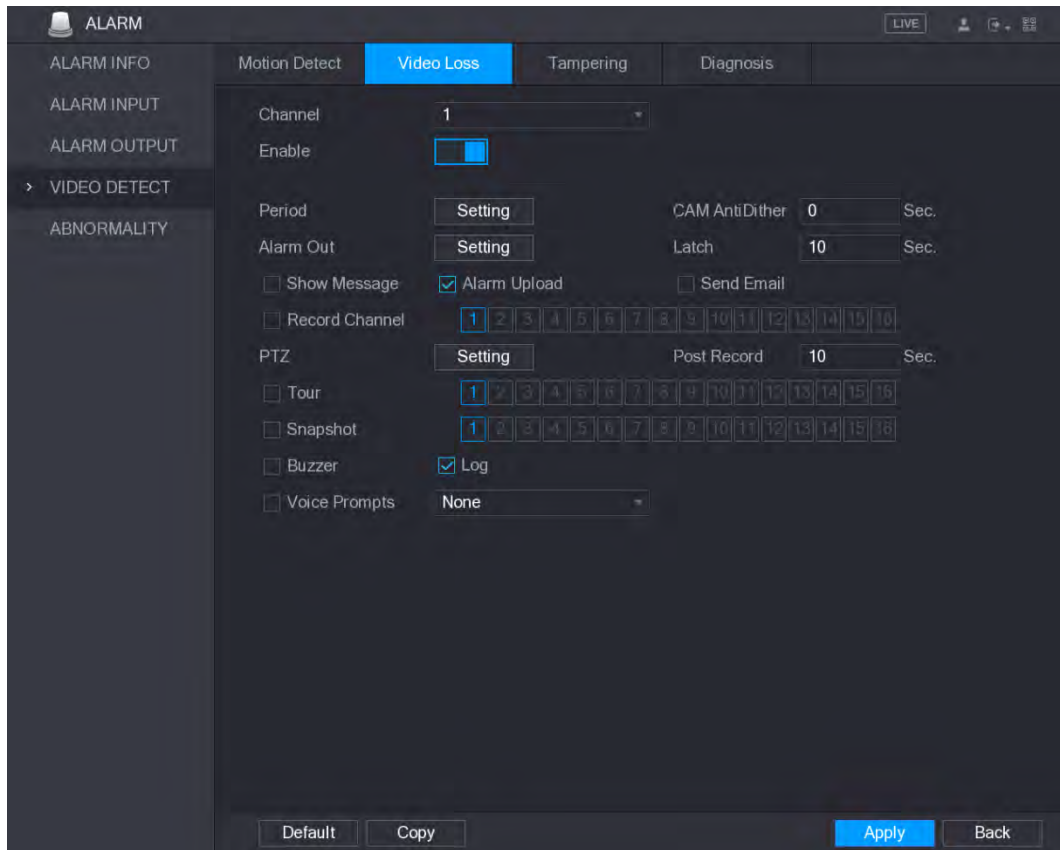 ALARM LIVE
ALARM INFO
ALARM INPUT
ALARM OUTPUT
> VIDEO DETECT
ABNORMALITY
Motion Detect Video Loss Tampering Diagnosis
Channel 1
Enable
Period Setting CAM AntiDither 0 Sec.
Alarm Out Setting Latch 10 Sec.
Show Message Alarm Upload Send Email
Record Channel 1 2 3 4 5 6 7 8 9 10 11 12 13 14 15 16
PTZ Setting Post Record 10 Sec.
Tour 1 2 3 4 5 6 7 8 9 10 11 12 13 14 15 16
Snapshot 1 2 3 4 5 6 7 8 9 10 11 12 13 14 15 16
Buzzer Log
Voice Prompts None
Default Copy Apply Back